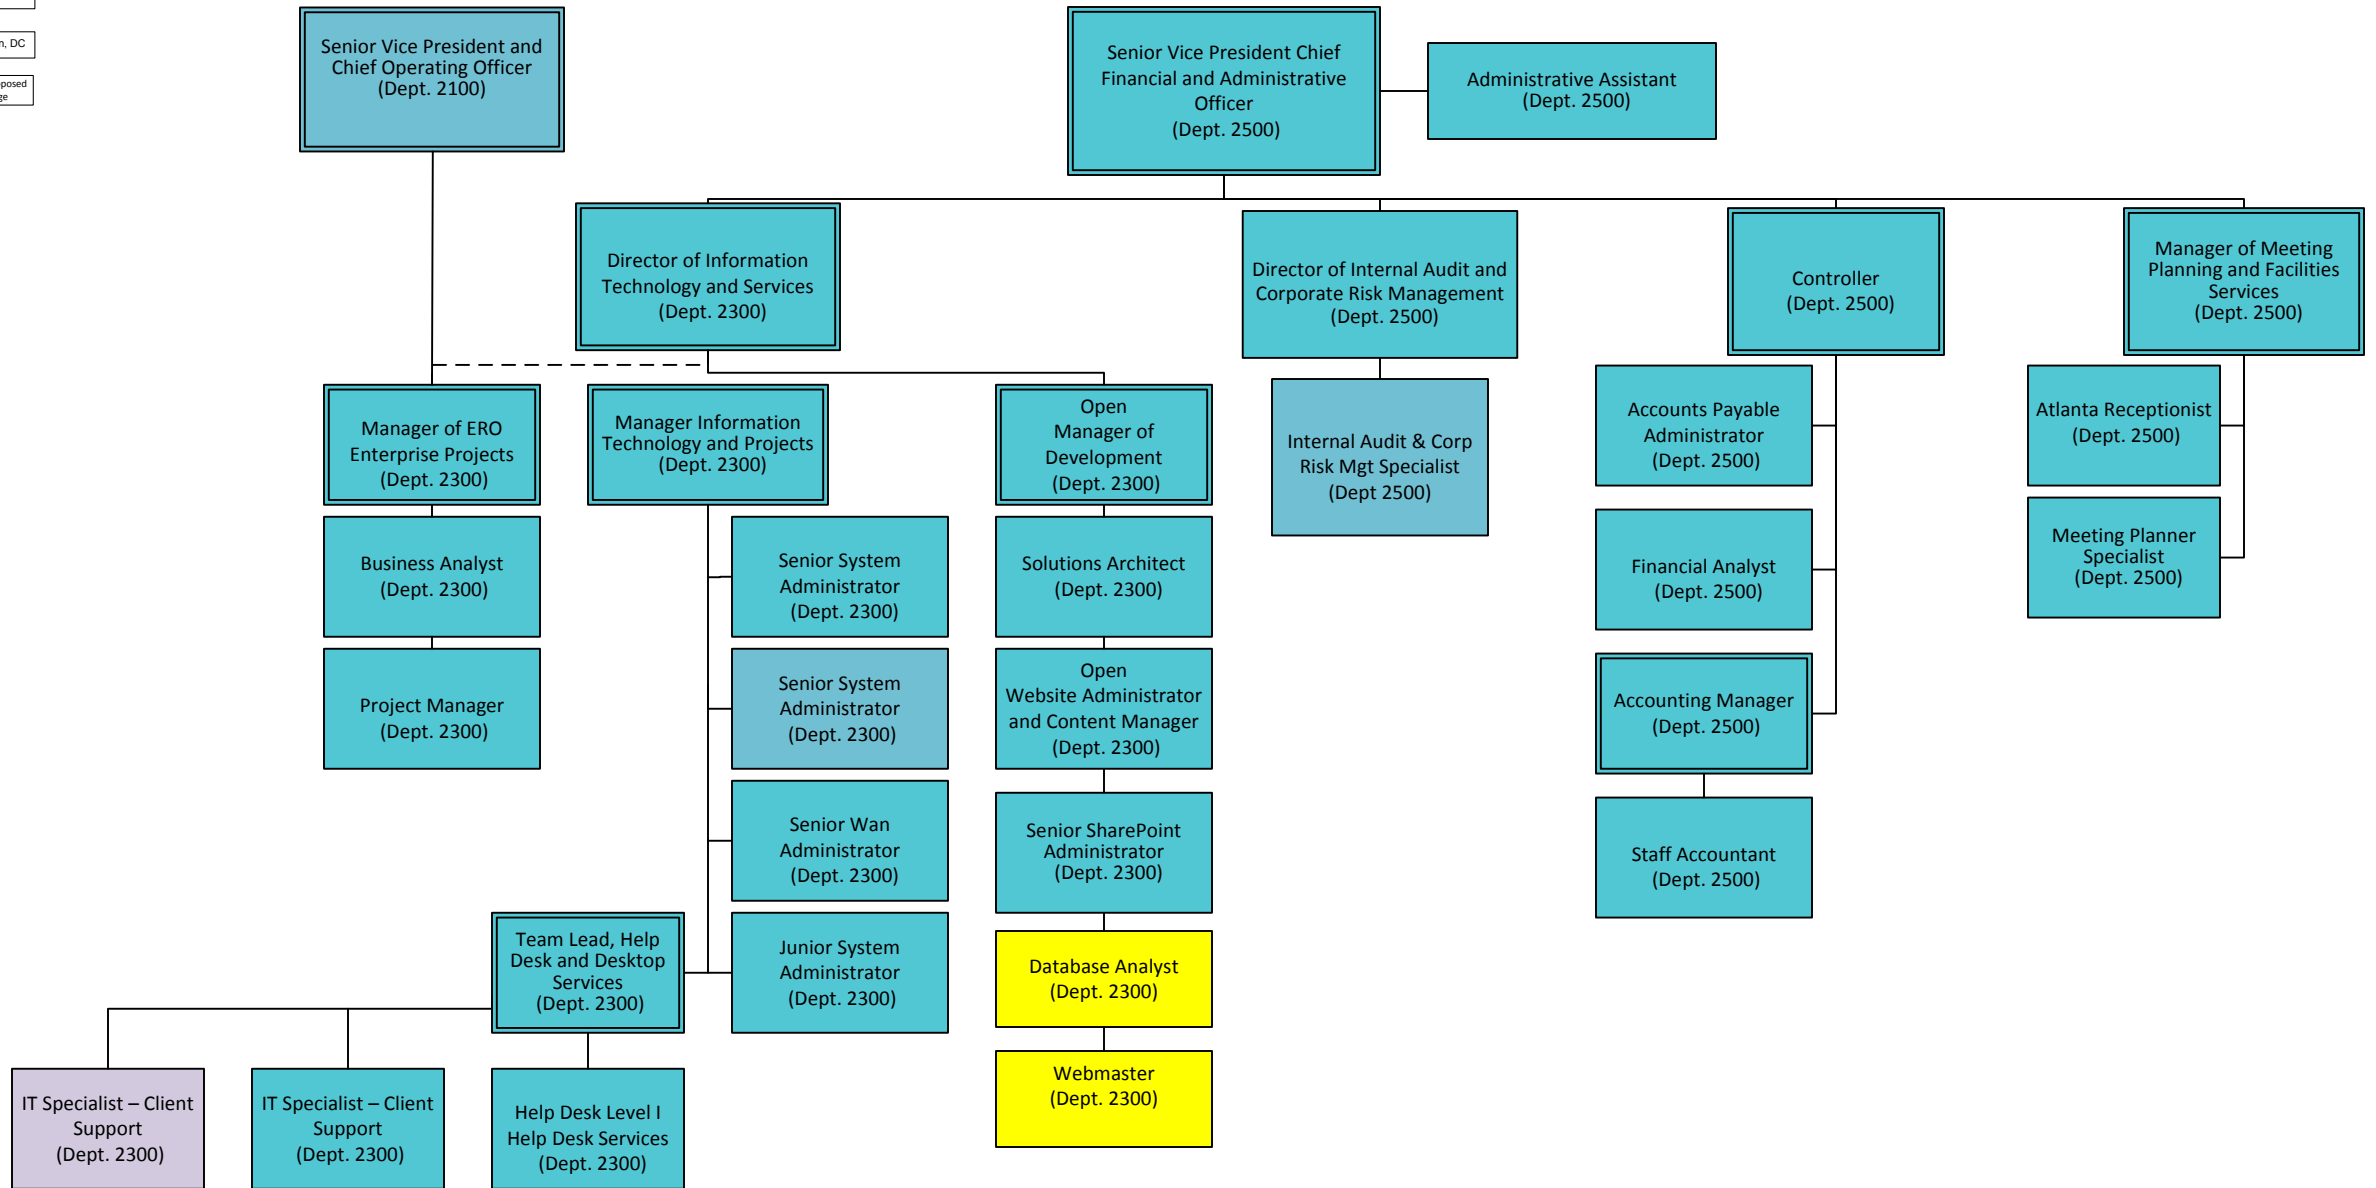 DC
Senior Vice President and
Chief Operating Officer
(Dept. 2100)
Senior Vice President Chief
Financial and Administrative
Officer
(Dept. 2500)
Administrative Assistant
(Dept. 2500)
Director of Information
Technology and Services
(Dept. 2300)
Director of Internal Audit and
Corporate Risk Management
(Dept. 2500)
Controller
(Dept. 2500)
Manager of Meeting
Planning and Facilities
Services
(Dept. 2500)
Manager of ERO
Enterprise Projects
(Dept. 2300)
Manager Information
Technology and Projects
(Dept. 2300)
Open
Manager of
Development
(Dept. 2300)
Internal Audit & Corp
Risk Mgt Specialist
(Dept 2500)
Accounts Payable
Administrator
(Dept. 2500)
Atlanta Receptionist
(Dept. 2500)
Business Analyst
(Dept. 2300)
Senior System
Administrator
(Dept. 2300)
Solutions Architect
(Dept. 2300)
Financial Analyst
(Dept. 2500)
Meeting Planner
Specialist
(Dept. 2500)
Project Manager
(Dept. 2300)
Senior System
Administrator
(Dept. 2300)
Open
Website Administrator
and Content Manager
(Dept. 2300)
Accounting Manager
(Dept. 2500)
Senior Wan
Administrator
(Dept. 2300)
Senior SharePoint
Administrator
(Dept. 2300)
Staff Accountant
(Dept. 2500)
Team Lead, Help
Desk and Desktop
Services
(Dept. 2300)
Junior System
Administrator
(Dept. 2300)
Database Analyst
(Dept. 2300)
IT Specialist – Client
Support
(Dept. 2300)
IT Specialist – Client
Support
(Dept. 2300)
Help Desk Level I
Help Desk Services
(Dept. 2300)
Webmaster
(Dept. 2300)